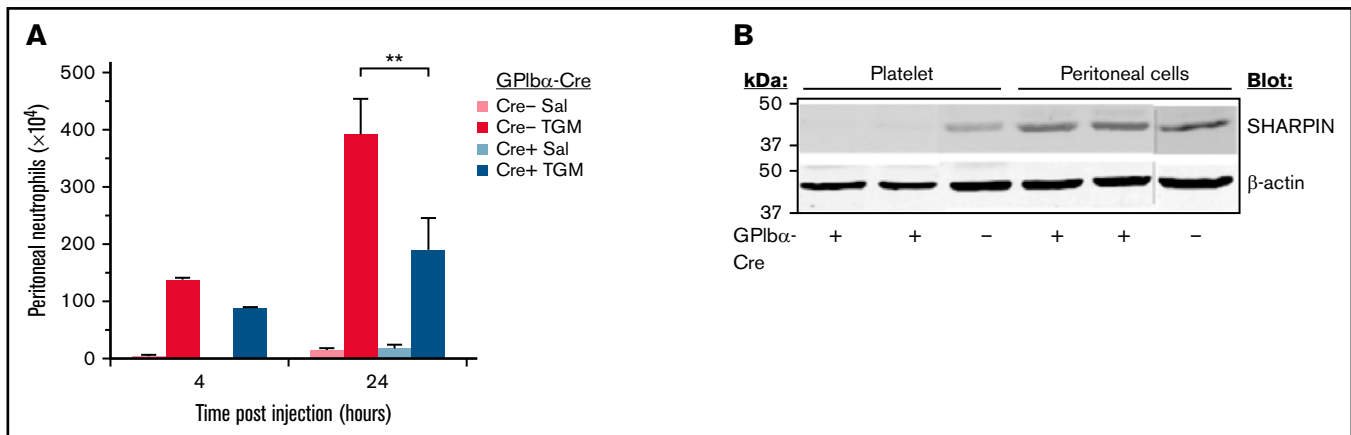 A
Peritoneal neutrophils (×10⁴)
500
400
300
200
100
0
**
4
24
Time post injection (hours)
GPIbα-Cre
Cre− Sal
Cre− TGM
Cre+ Sal
Cre+ TGM
B
kDa: Platelet Peritoneal cells Blot:
50
37
SHARPIN
50
37
β-actin
GPIbα- + + − + + −
Cre